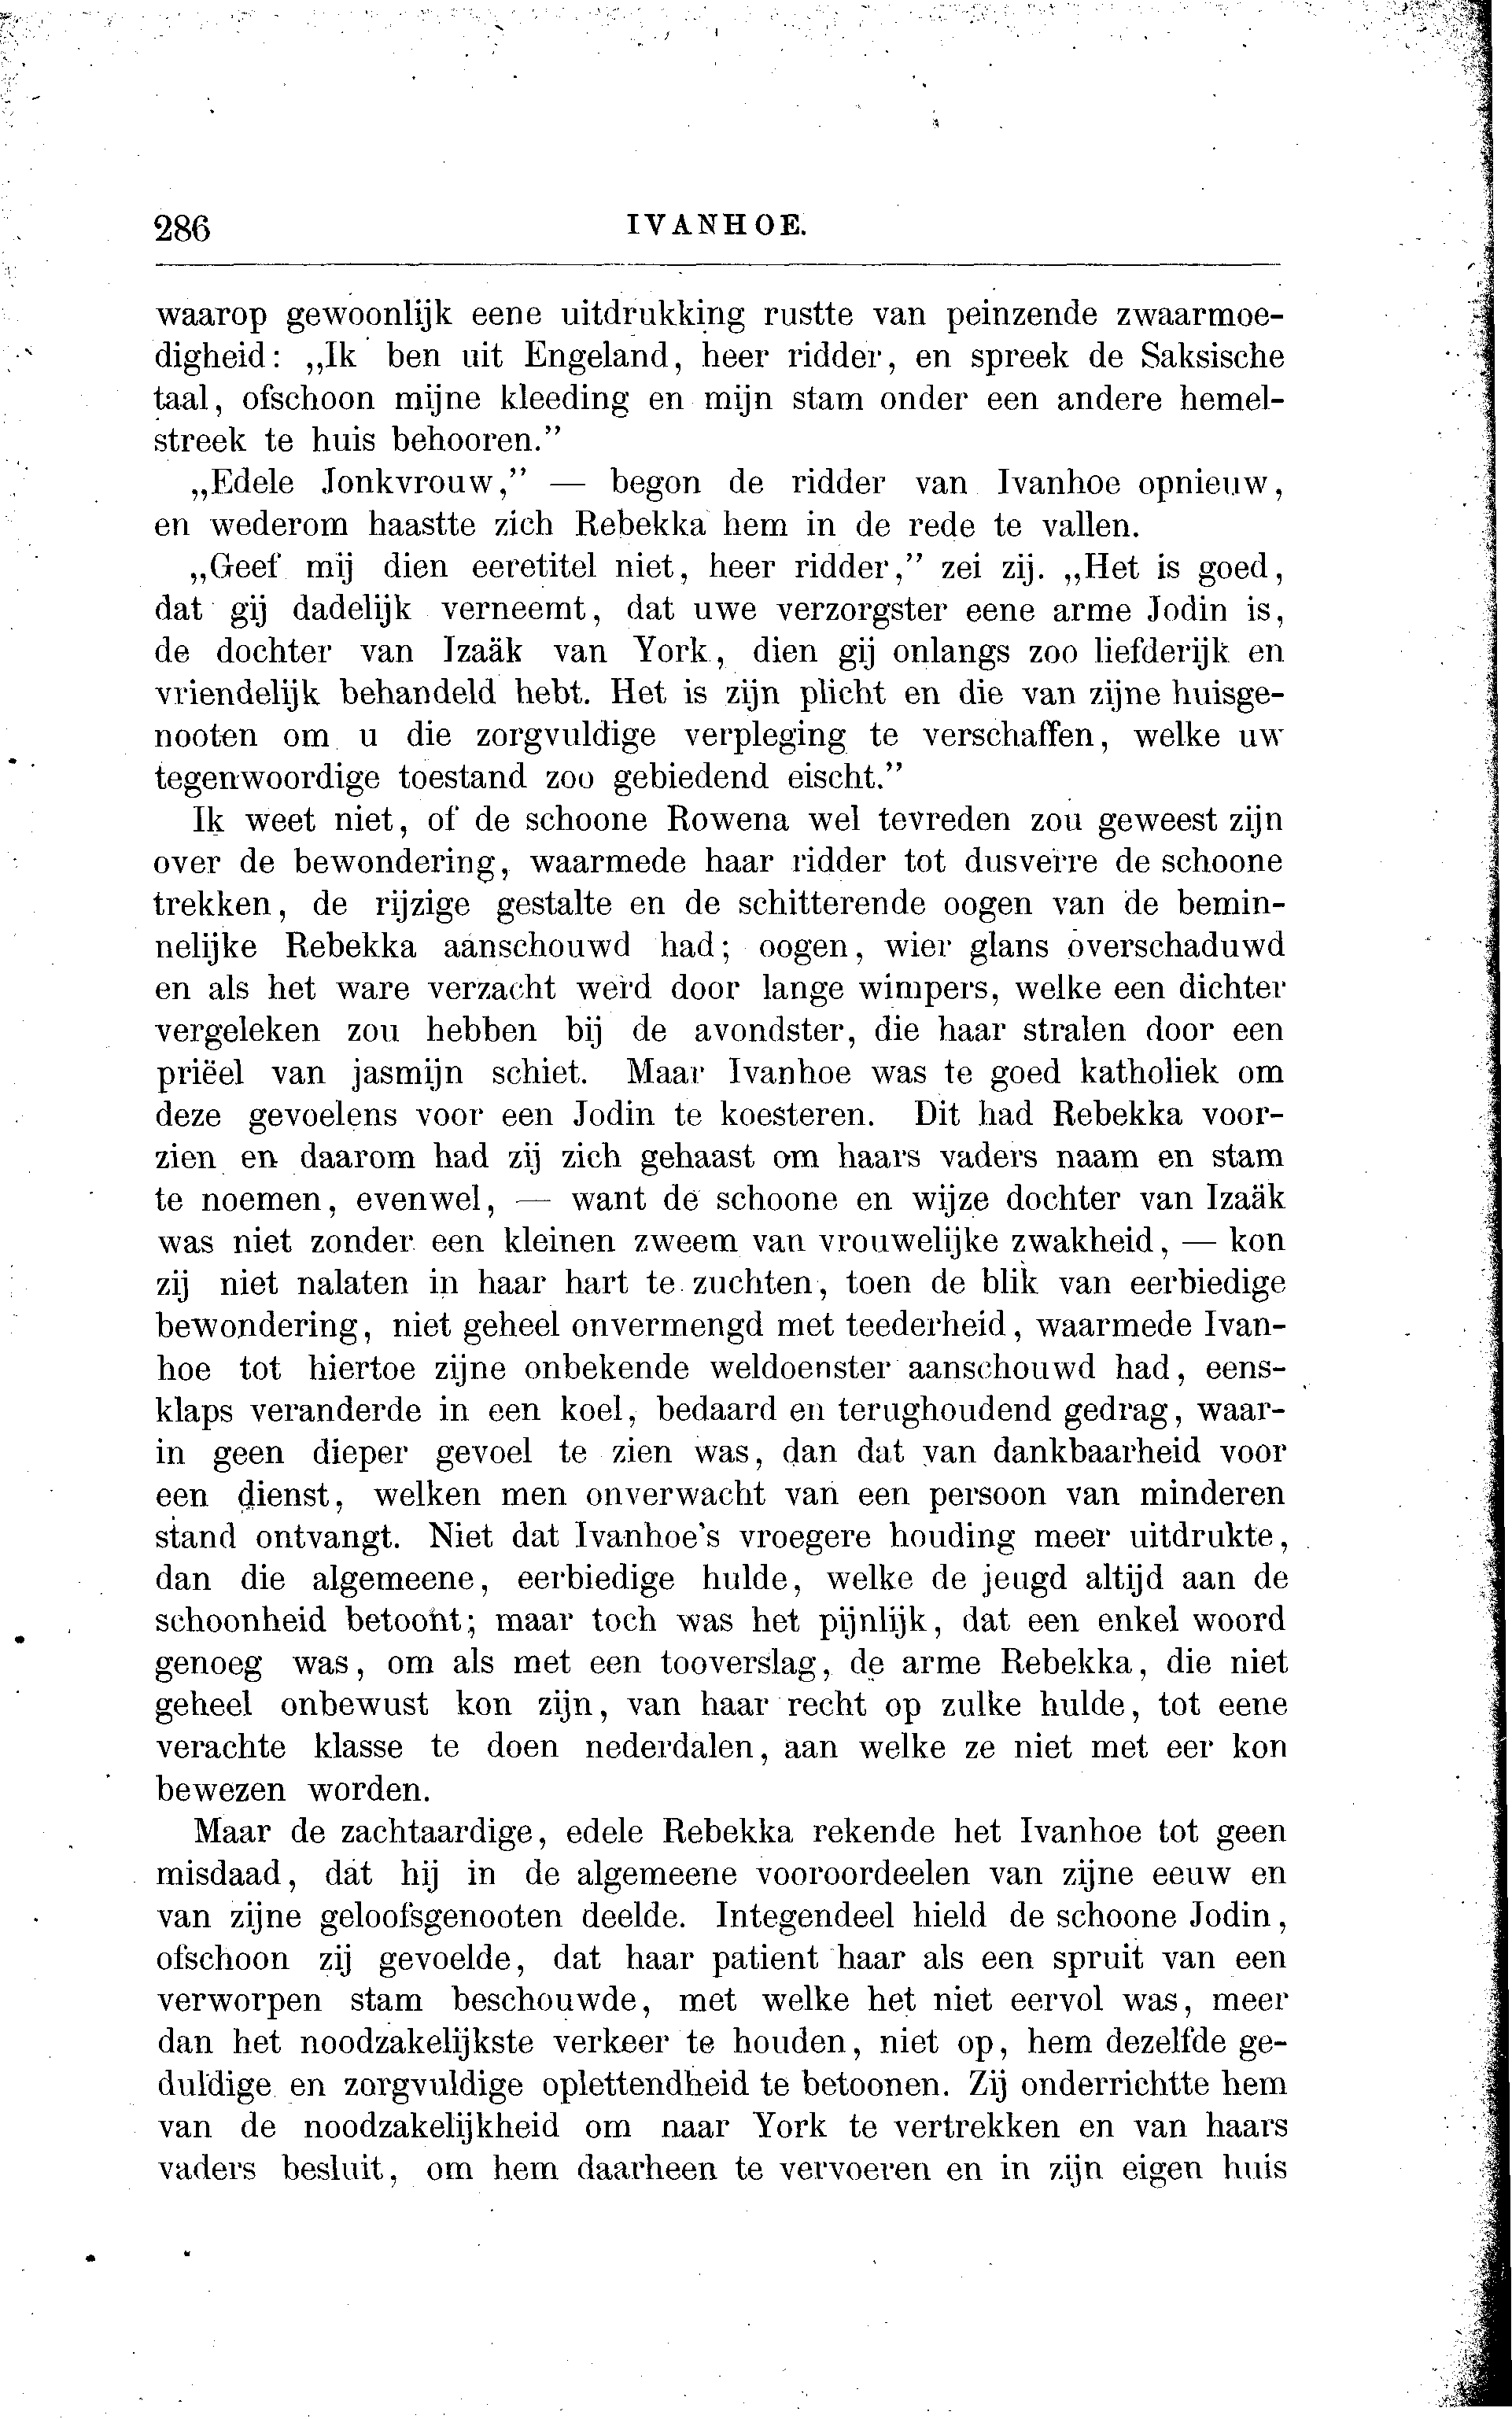 286 IVANHOE.
waarop gewoonlijk eene uitdrukking rustte van peinzende zwaarmoe-
digheid: „Ik ben uit Engeland, heer ridder, en spreek de Saksische
taal, ofschoon mijne kleeding en mijn stam onder een andere hemel-
streek te huis behooren.”
„Edele Jonkvrouw,” — begon de ridder van Ivanhoe opnieuw,
en wederom haastte zich Rebekka hem in de rede te vallen.
„Geef mij dien eeretitel niet, heer ridder,” zei zij. „Het is goed,
dat gij dadelijk verneemt, dat uwe verzorgster eene arme Jodin is,
de dochter van Izaäk van York, dien gij onlangs zoo liefderijk en
vriendelijk behandeld hebt. Het is zijn plicht en die van zijne huisge-
nooten om u die zorgvuldige verpleging te verschaffen, welke uw
tegenwoordige toestand zoo gebiedend eischt.”
Ik weet niet, of de schoone Rowena wel tevreden zou geweest zijn
over de bewondering, waarmede haar ridder tot dusverre de schoone
trekken, de rijzige gestalte en de schitterende oogen van de bemin-
nelijke Rebekka aanschouwd had; oogen, wier glans overschaduwd
en als het ware verzacht werd door lange wimpers, welke een dichter
vergeleken zou hebben bij de avondster, die haar stralen door een
priëel van jasmijn schiet. Maar Ivanhoe was te goed katholiek om
deze gevoelens voor een Jodin te koesteren. Dit had Rebekka voor-
zien en daarom had zij zich gehaast om haars vaders naam en stam
te noemen, evenwel, — want de schoone en wijze dochter van Izaäk
was niet zonder een kleinen zweem van vrouwelijke zwakheid, — kon
zij niet nalaten in haar hart te zuchten, toen de blik van eerbiedige
bewondering, niet geheel onvermengd met teederheid, waarmede Ivan-
hoe tot hiertoe zijne onbekende weldoenster aanschouwd had, eens-
klaps veranderde in een koel, bedaard en terughoudend gedrag, waar-
in geen dieper gevoel te zien was, dan dat van dankbaarheid voor
een dienst, welken men onverwacht van een persoon van minderen
stand ontvangt. Niet dat Ivanhoe's vroegere houding meer uitdrukte,
dan die algemeene, eerbiedige hulde, welke de jeugd altijd aan de
schoonheid betoont; maar toch was het pijnlijk, dat een enkel woord
genoeg was, om als met een tooverslag, de arme Rebekka, die niet
geheel onbewust kon zijn, van haar recht op zulke hulde, tot eene
verachte klasse te doen nederdalen, aan welke ze niet met eer kon
bewezen worden.
Maar de zachtaardige, edele Rebekka rekende het Ivanhoe tot geen
misdaad, dat hij in de algemeene vooroordeelen van zijne eeuw en
van zijne geloofsgenooten deelde. Integendeel hield de schoone Jodin,
ofschoon zij gevoelde, dat haar patient haar als een spruit van een
verworpen stam beschouwde, met welke het niet eervol was, meer
dan het noodzakelijkste verkeer te houden, niet op, hem dezelfde ge-
duldige en zorgvuldige oplettendheid te betoonen. Zij onderrichtte hem
van de noodzakelijkheid om naar York te vertrekken en van haars
vaders besluit, om hem daarheen te vervoeren en in zijn eigen huis